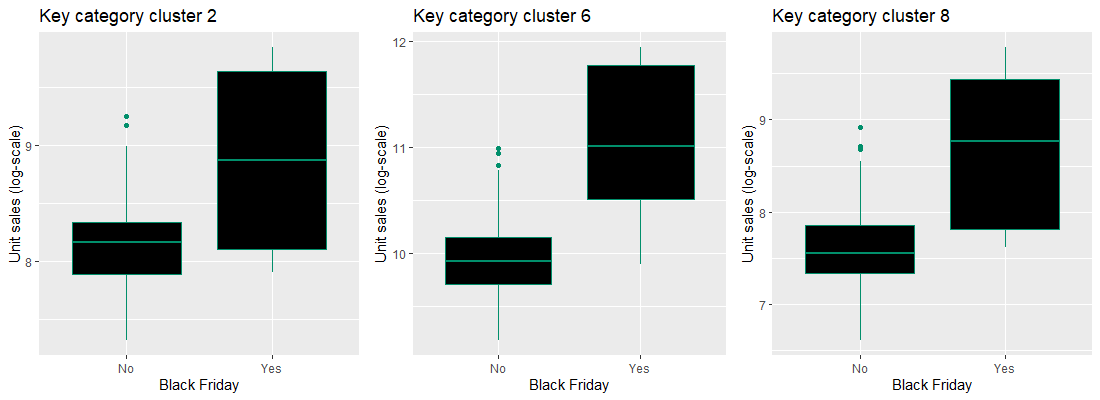 Key category cluster 2
Unit sales (log-scale)
9
8
No
Yes
Black Friday
Key category cluster 6
Unit sales (log-scale)
12
11
10
No
Yes
Black Friday
Key category cluster 8
Unit sales (log-scale)
9
8
7
No
Yes
Black Friday